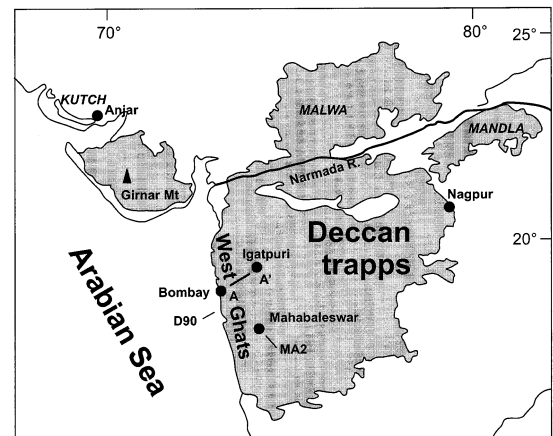 70°
80°
25°
KUTCH
Anjar
MALWA
MANDLA
Girnar Mt
Narmada R.
Nagpur
Deccan
trapps
20°
West
Ghats
Igatpuri
A
A'
Bombay
D90
Mahabaleswar
MA2
Arabian Sea